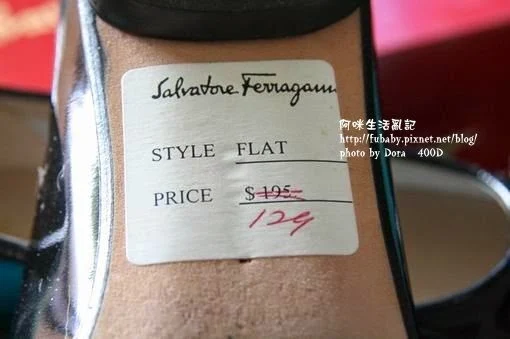 Salvatore Ferragam
阿咪生活亂記
http://fubaby.pixnet.net/blog/
photo by Dora 400D
STYLE FLAT
PRICE $195
129